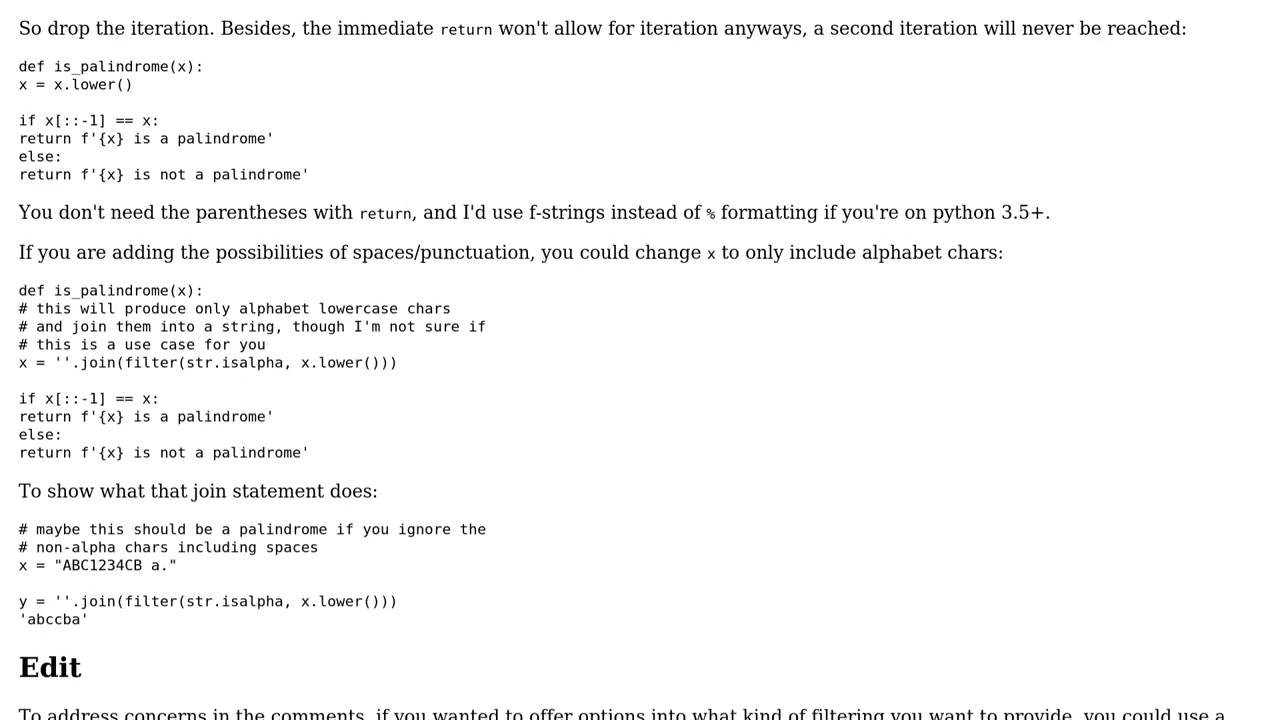 So drop the iteration. Besides, the immediate return won't allow for iteration anyways, a second iteration will never be reached:
def is_palindrome(x):
x = x.lower()
if x[::-1] == x:
return f'{x} is a palindrome'
else:
return f'{x} is not a palindrome'
You don't need the parentheses with return, and I'd use f-strings instead of % formatting if you're on python 3.5+.
If you are adding the possibilities of spaces/punctuation, you could change x to only include alphabet chars:
def is_palindrome(x):
# this will produce only alphabet lowercase chars
# and join them into a string, though I'm not sure if
# this is a use case for you
x = ''.join(filter(str.isalpha, x.lower()))
if x[::-1] == x:
return f'{x} is a palindrome'
else:
return f'{x} is not a palindrome'
To show what that join statement does:
# maybe this should be a palindrome if you ignore the
# non-alpha chars including spaces
x = "ABC1234CB a."
y = ''.join(filter(str.isalpha, x.lower()))
'abccba'
Edit
To address concerns in the comments, if you wanted to offer options into what kind of filtering you want to provide, you could use a